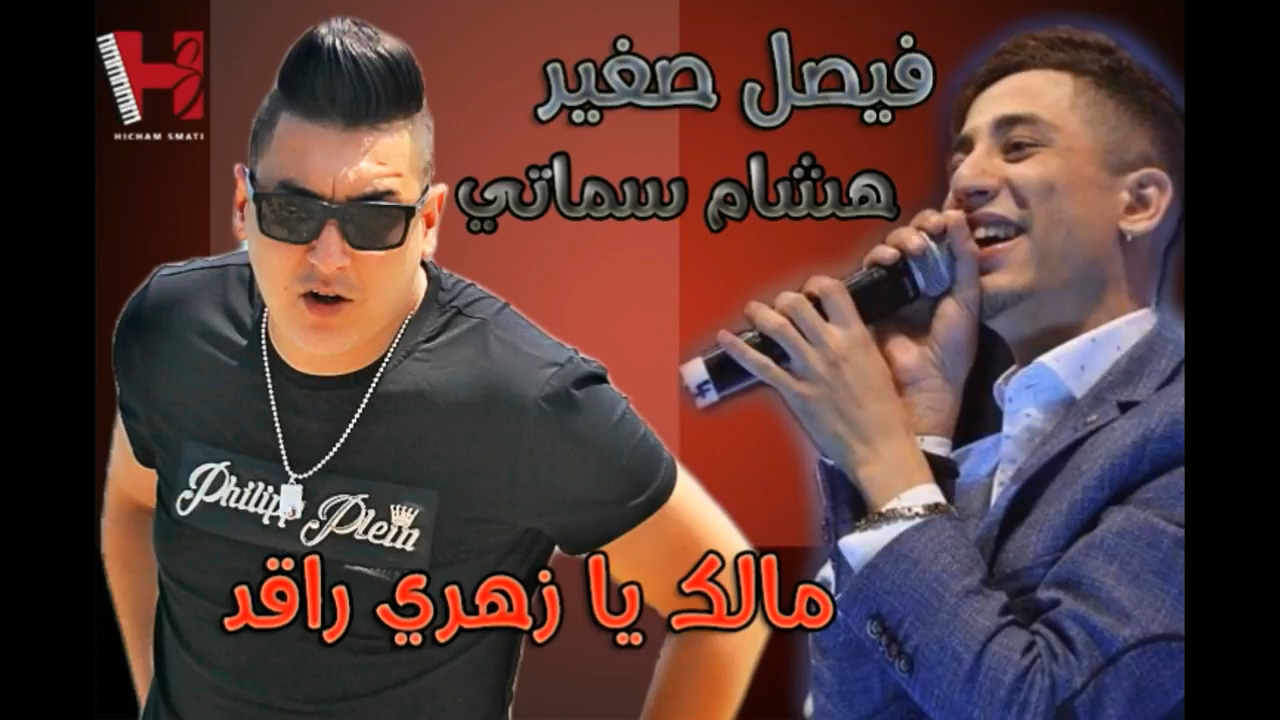 HICHAM SMATI
فيصل صغير
هشام سماتي
Philipp Plein
مالك يا زهري راقد